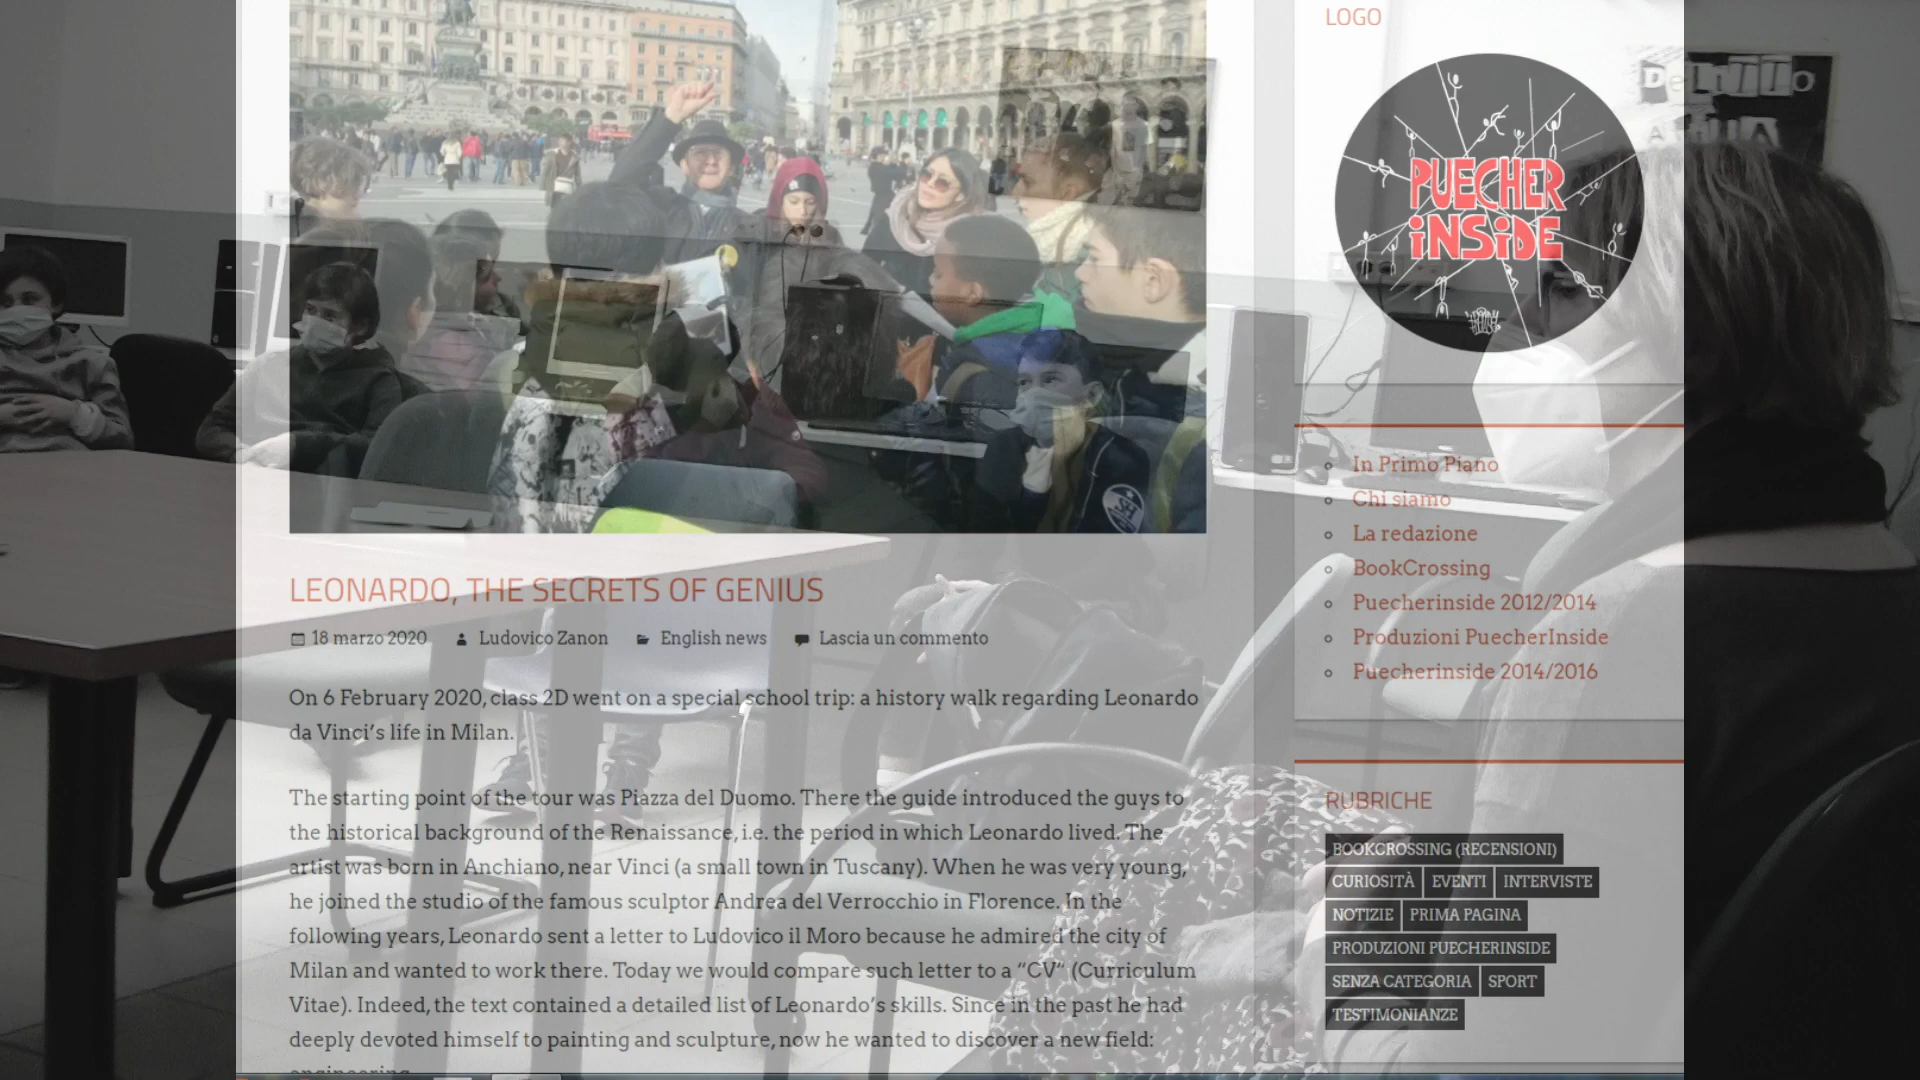 LOGO
PUECHER
iNSiDE
In Primo Piano
Chi siamo
La redazione
BookCrossing
Puecherinside 2012/2014
Produzioni PuecherInside
Puecherinside 2014/2016
LEONARDO, THE SECRETS OF GENIUS
18 marzo 2020 Ludovico Zanon English news Lascia un commento
On 6 February 2020, class 2D went on a special school trip: a history walk regarding Leonardo
da Vinci’s life in Milan.
The starting point of the tour was Piazza del Duomo. There the guide introduced the guys to
the historical background of the Renaissance, i.e. the period in which Leonardo lived. The
artist was born in Anchiano, near Vinci (a small town in Tuscany). When he was very young,
he joined the studio of the famous sculptor Andrea del Verrocchio in Florence. In the
following years, Leonardo sent a letter to Ludovico il Moro because he admired the city of
Milan and wanted to work there. Today we would compare such letter to a “CV“ (Curriculum
Vitae). Indeed, the text contained a detailed list of Leonardo’s skills. Since in the past he had
deeply devoted himself to painting and sculpture, now he wanted to discover a new field:
engineering.
RUBRICHE
BOOKCROSSING (RECENSIONI)
CURIOSITÀ EVENTI INTERVISTE
NOTIZIE PRIMA PAGINA
PRODUZIONI PUECHERINSIDE
SENZA CATEGORIA SPORT
TESTIMONIANZE